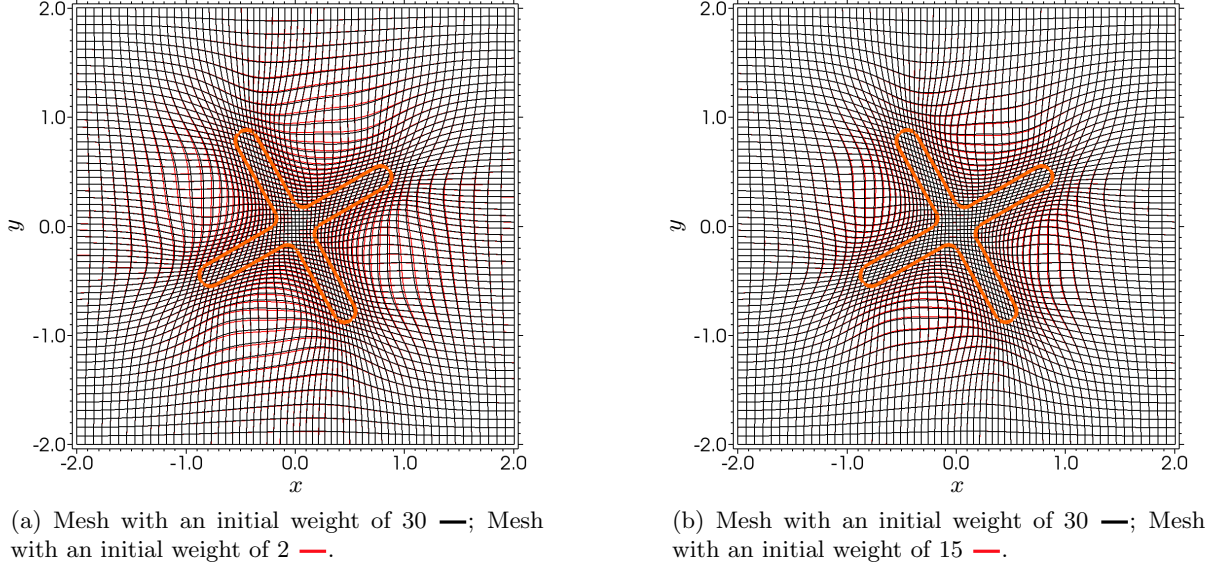 2.0
1.0
y
0.0
-1.0
-2.0
-2.0 -1.0 0.0 1.0 2.0
x
(a) Mesh with an initial weight of 30 —; Mesh
with an initial weight of 2 —.
2.0
1.0
y
0.0
-1.0
-2.0
-2.0 -1.0 0.0 1.0 2.0
x
(b) Mesh with an initial weight of 30 —; Mesh
with an initial weight of 15 —.